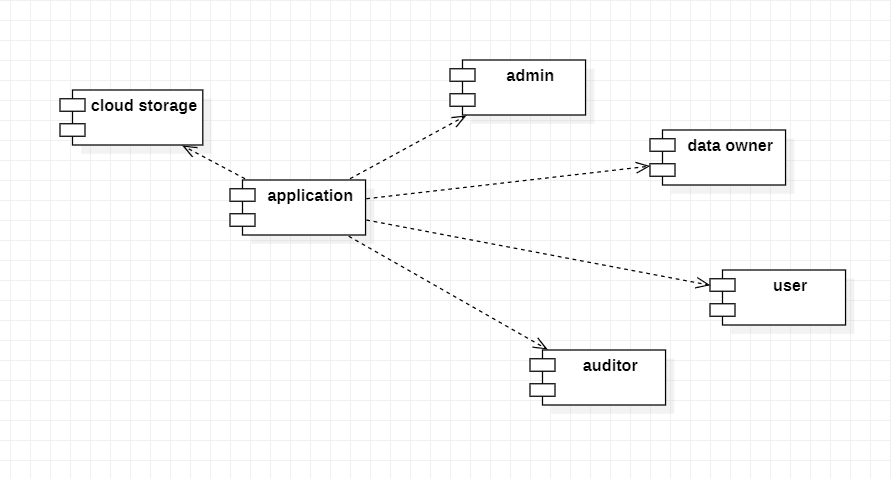 admin
cloud storage
data owner
application
user
auditor